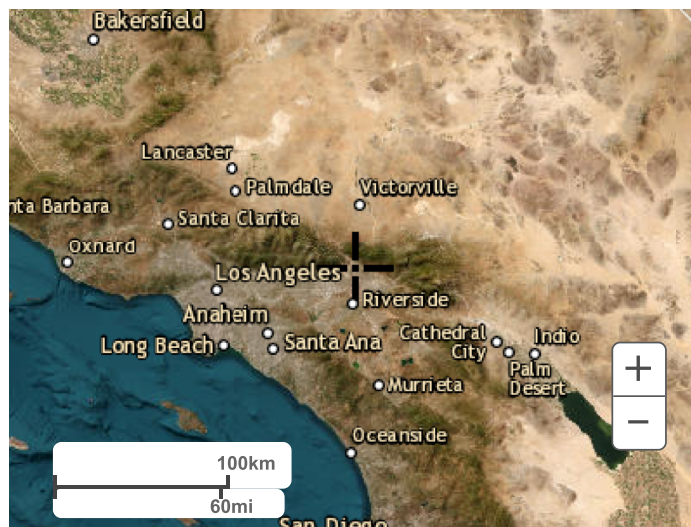 Bakersfield
Lancaster
Palmdale
Victorville
nta Barbara
Santa Clarita
Oxnard
Los Angeles
Riverside
Anaheim
Long Beach
Santa Ana
Cathedral
City
Indio
Palm
Desert
Murrieta
Oceanside
+
−
100km
60mi
San Diego